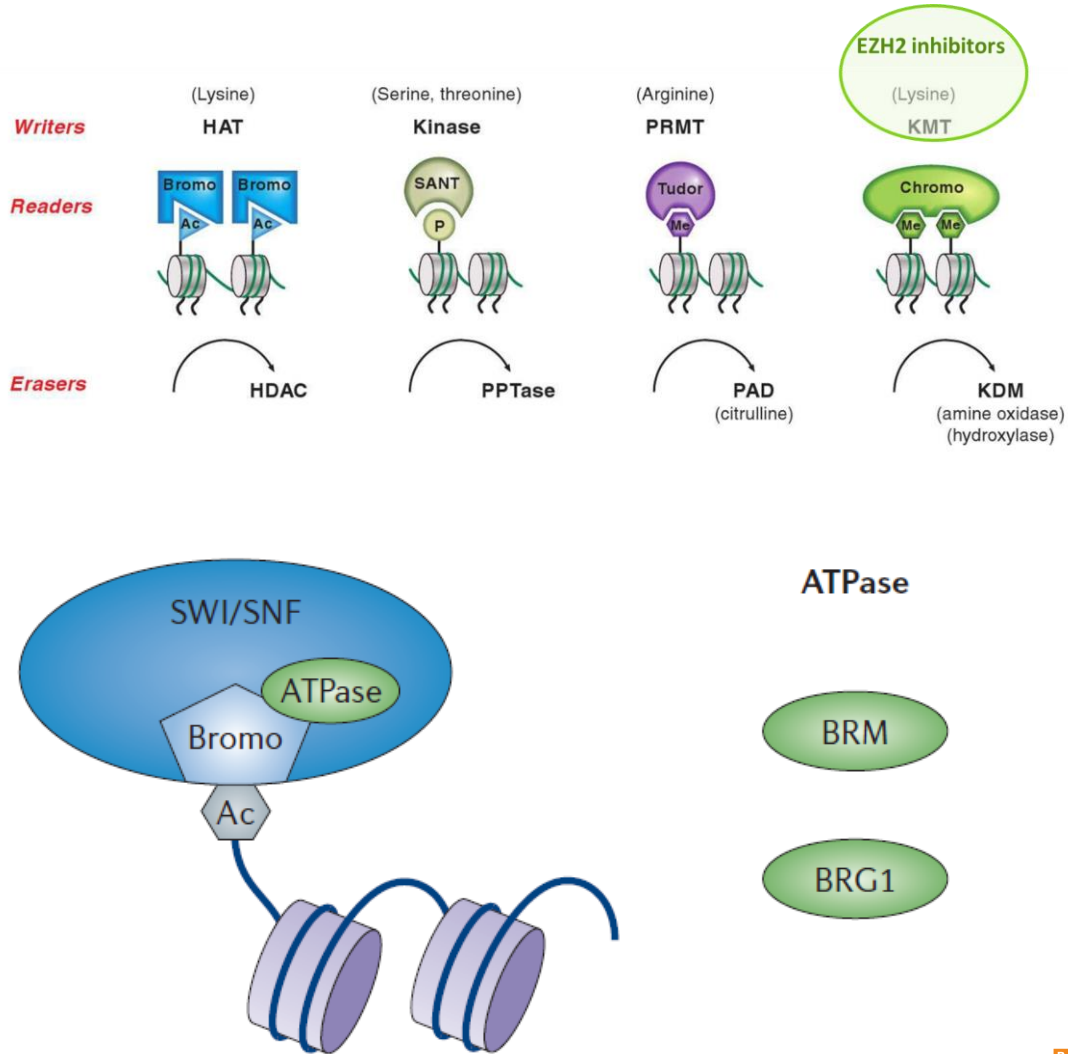 EZH2 inhibitors
(Lysine) (Serine, threonine) (Arginine) (Lysine)
Writers HAT Kinase PRMT KMT
Readers Bromo Bromo SANT Tudor Chromo
Ac Ac P Me Me Me
Erasers HDAC PPTase PAD KDM
(citrulline) (amine oxidase)
(hydroxylase)
ATPase
SWI/SNF
ATPase
Bromo BRM
Ac
BRG1